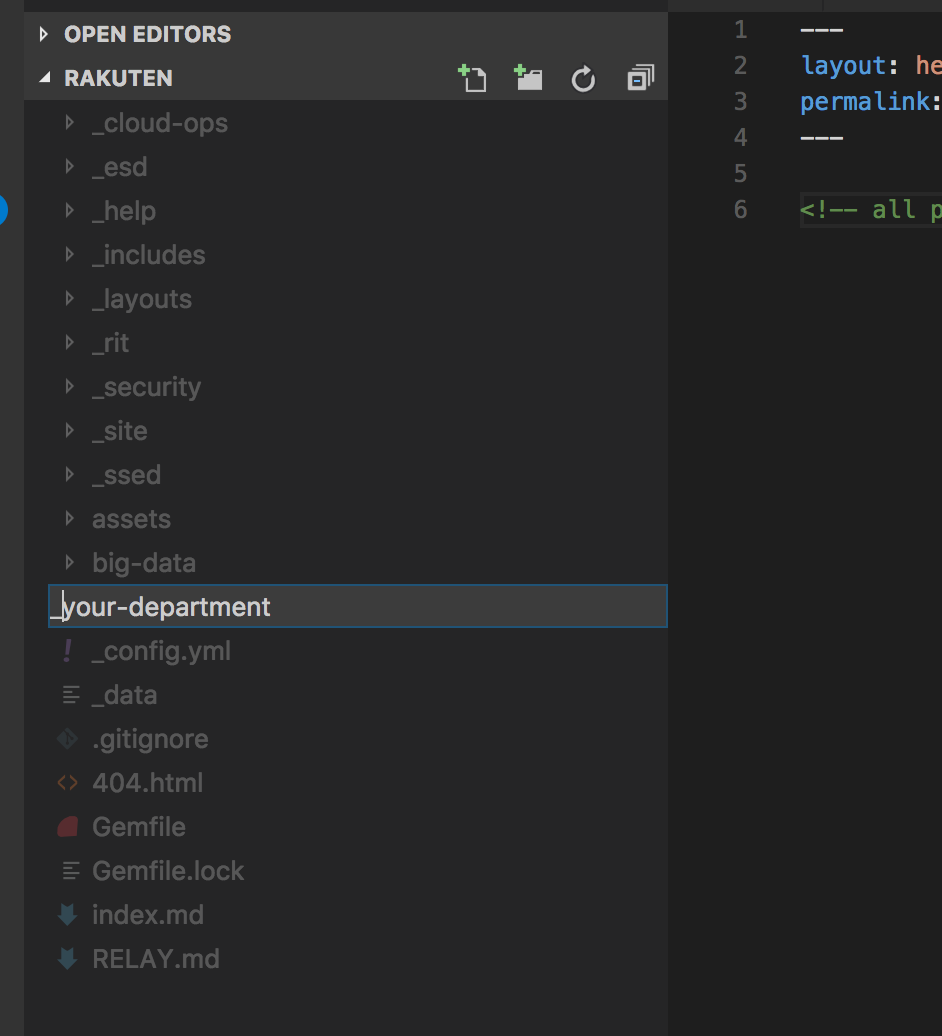 OPEN EDITORS
RAKUTEN
_cloud-ops
_esd
_help
_includes
_layouts
_rit
_security
_site
_ssed
assets
big-data
_your-department
_config.yml
_data
.gitignore
404.html
Gemfile
Gemfile.lock
index.md
RELAY.md
1 ---
2 layout: he
3 permalink:
4 ---
5
6 <!-- all p